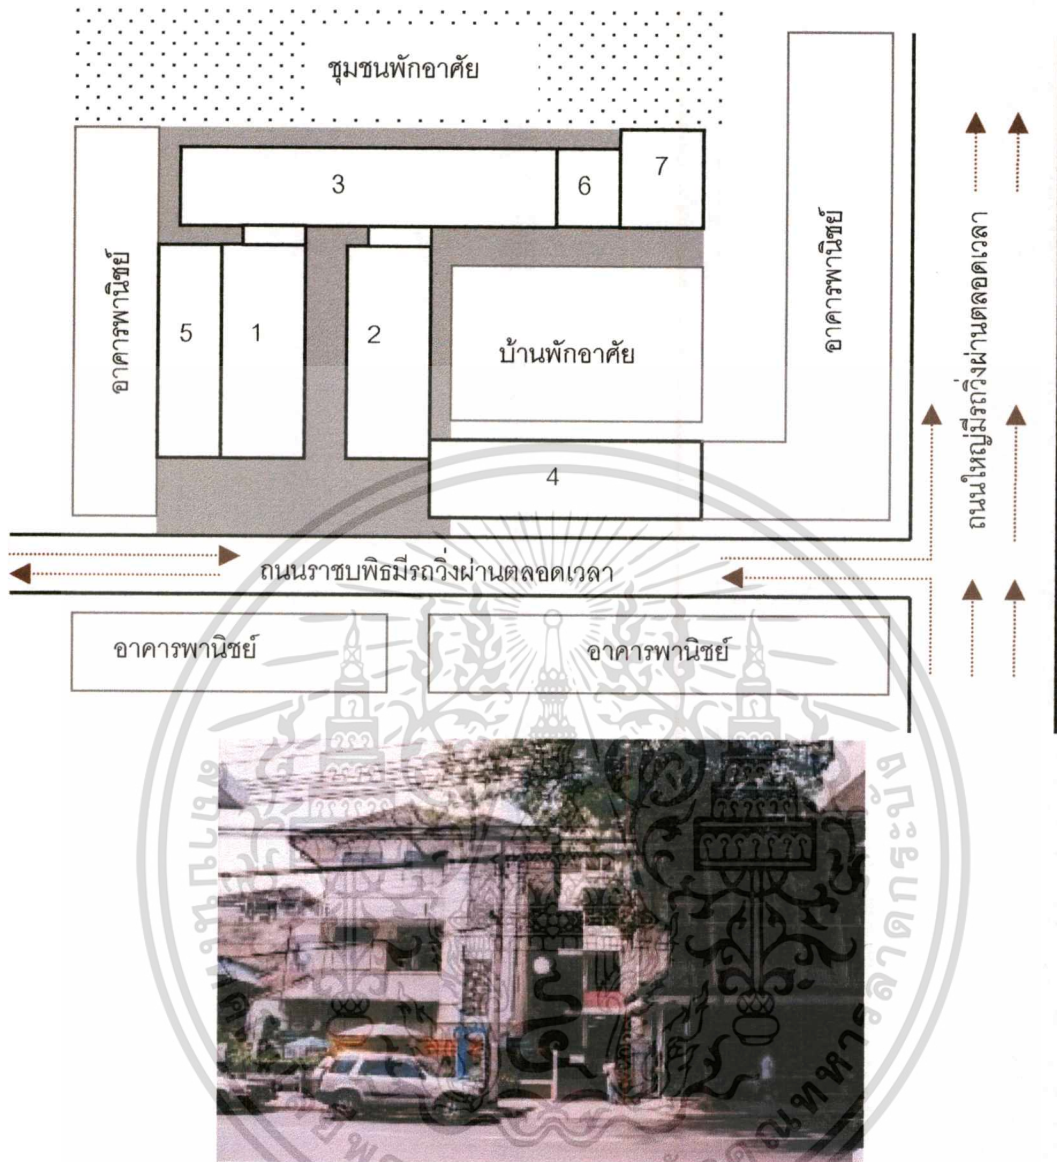 ชุมชนพักอาศัย
3
6
7
อาคารพานิชย์
5
1
2
บ้านพักอาศัย
อาคารพานิชย์
ถนนใหญ่มีรถวิ่งผ่านตลอดเวลา
4
ถนนราชบพิธมีรถวิ่งผ่านตลอดเวลา
อาคารพานิชย์
อาคารพานิชย์